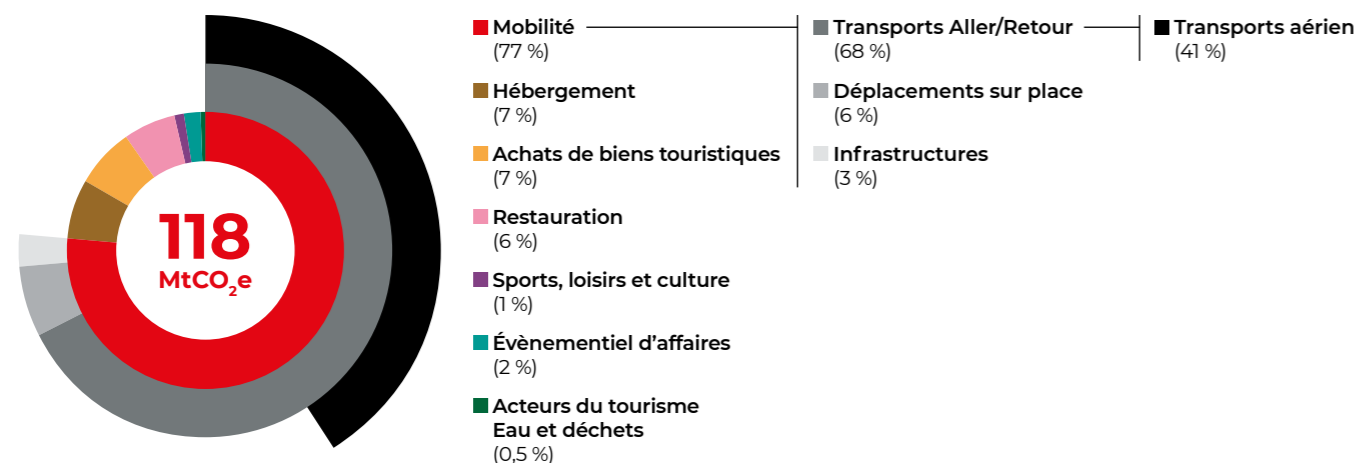 118
MtCO₂e
Mobilité
(77 %)
Hébergement
(7 %)
Achats de biens touristiques
(7 %)
Restauration
(6 %)
Sports, loisirs et culture
(1 %)
Évènementiel d’affaires
(2 %)
Acteurs du tourisme
Eau et déchets
(0,5 %)
Transports Aller/Retour
(68 %)
Déplacements sur place
(6 %)
Infrastructures
(3 %)
Transports aérien
(41 %)